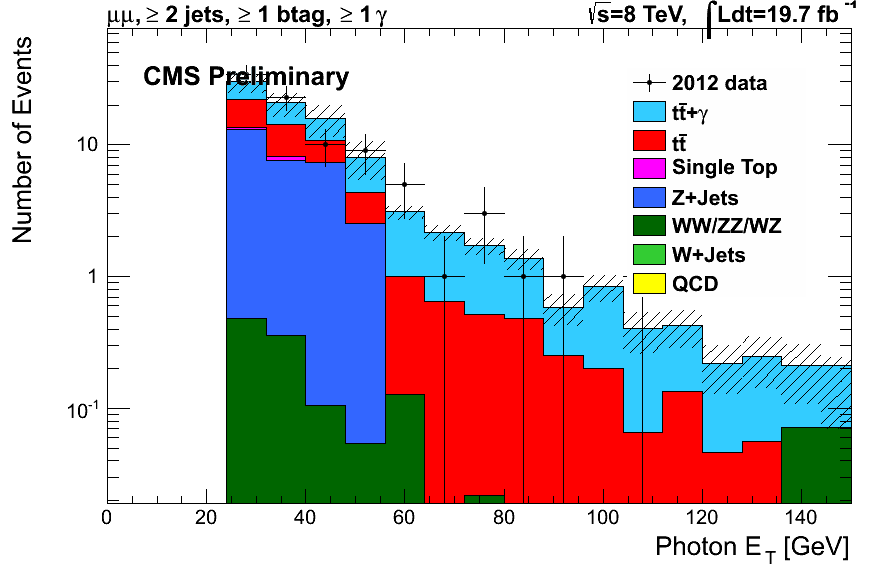 μμ, ≥ 2 jets, ≥ 1 btag, ≥ 1 γ √s=8 TeV, ∫Ldt=19.7 fb⁻¹
CMS Preliminary
Number of Events
10
1
10⁻¹
2012 data
tt̄+γ
tt̄
Single Top
Z+Jets
WW/ZZ/WZ
W+Jets
QCD
0 20 40 60 80 100 120 140
Photon E_T [GeV]